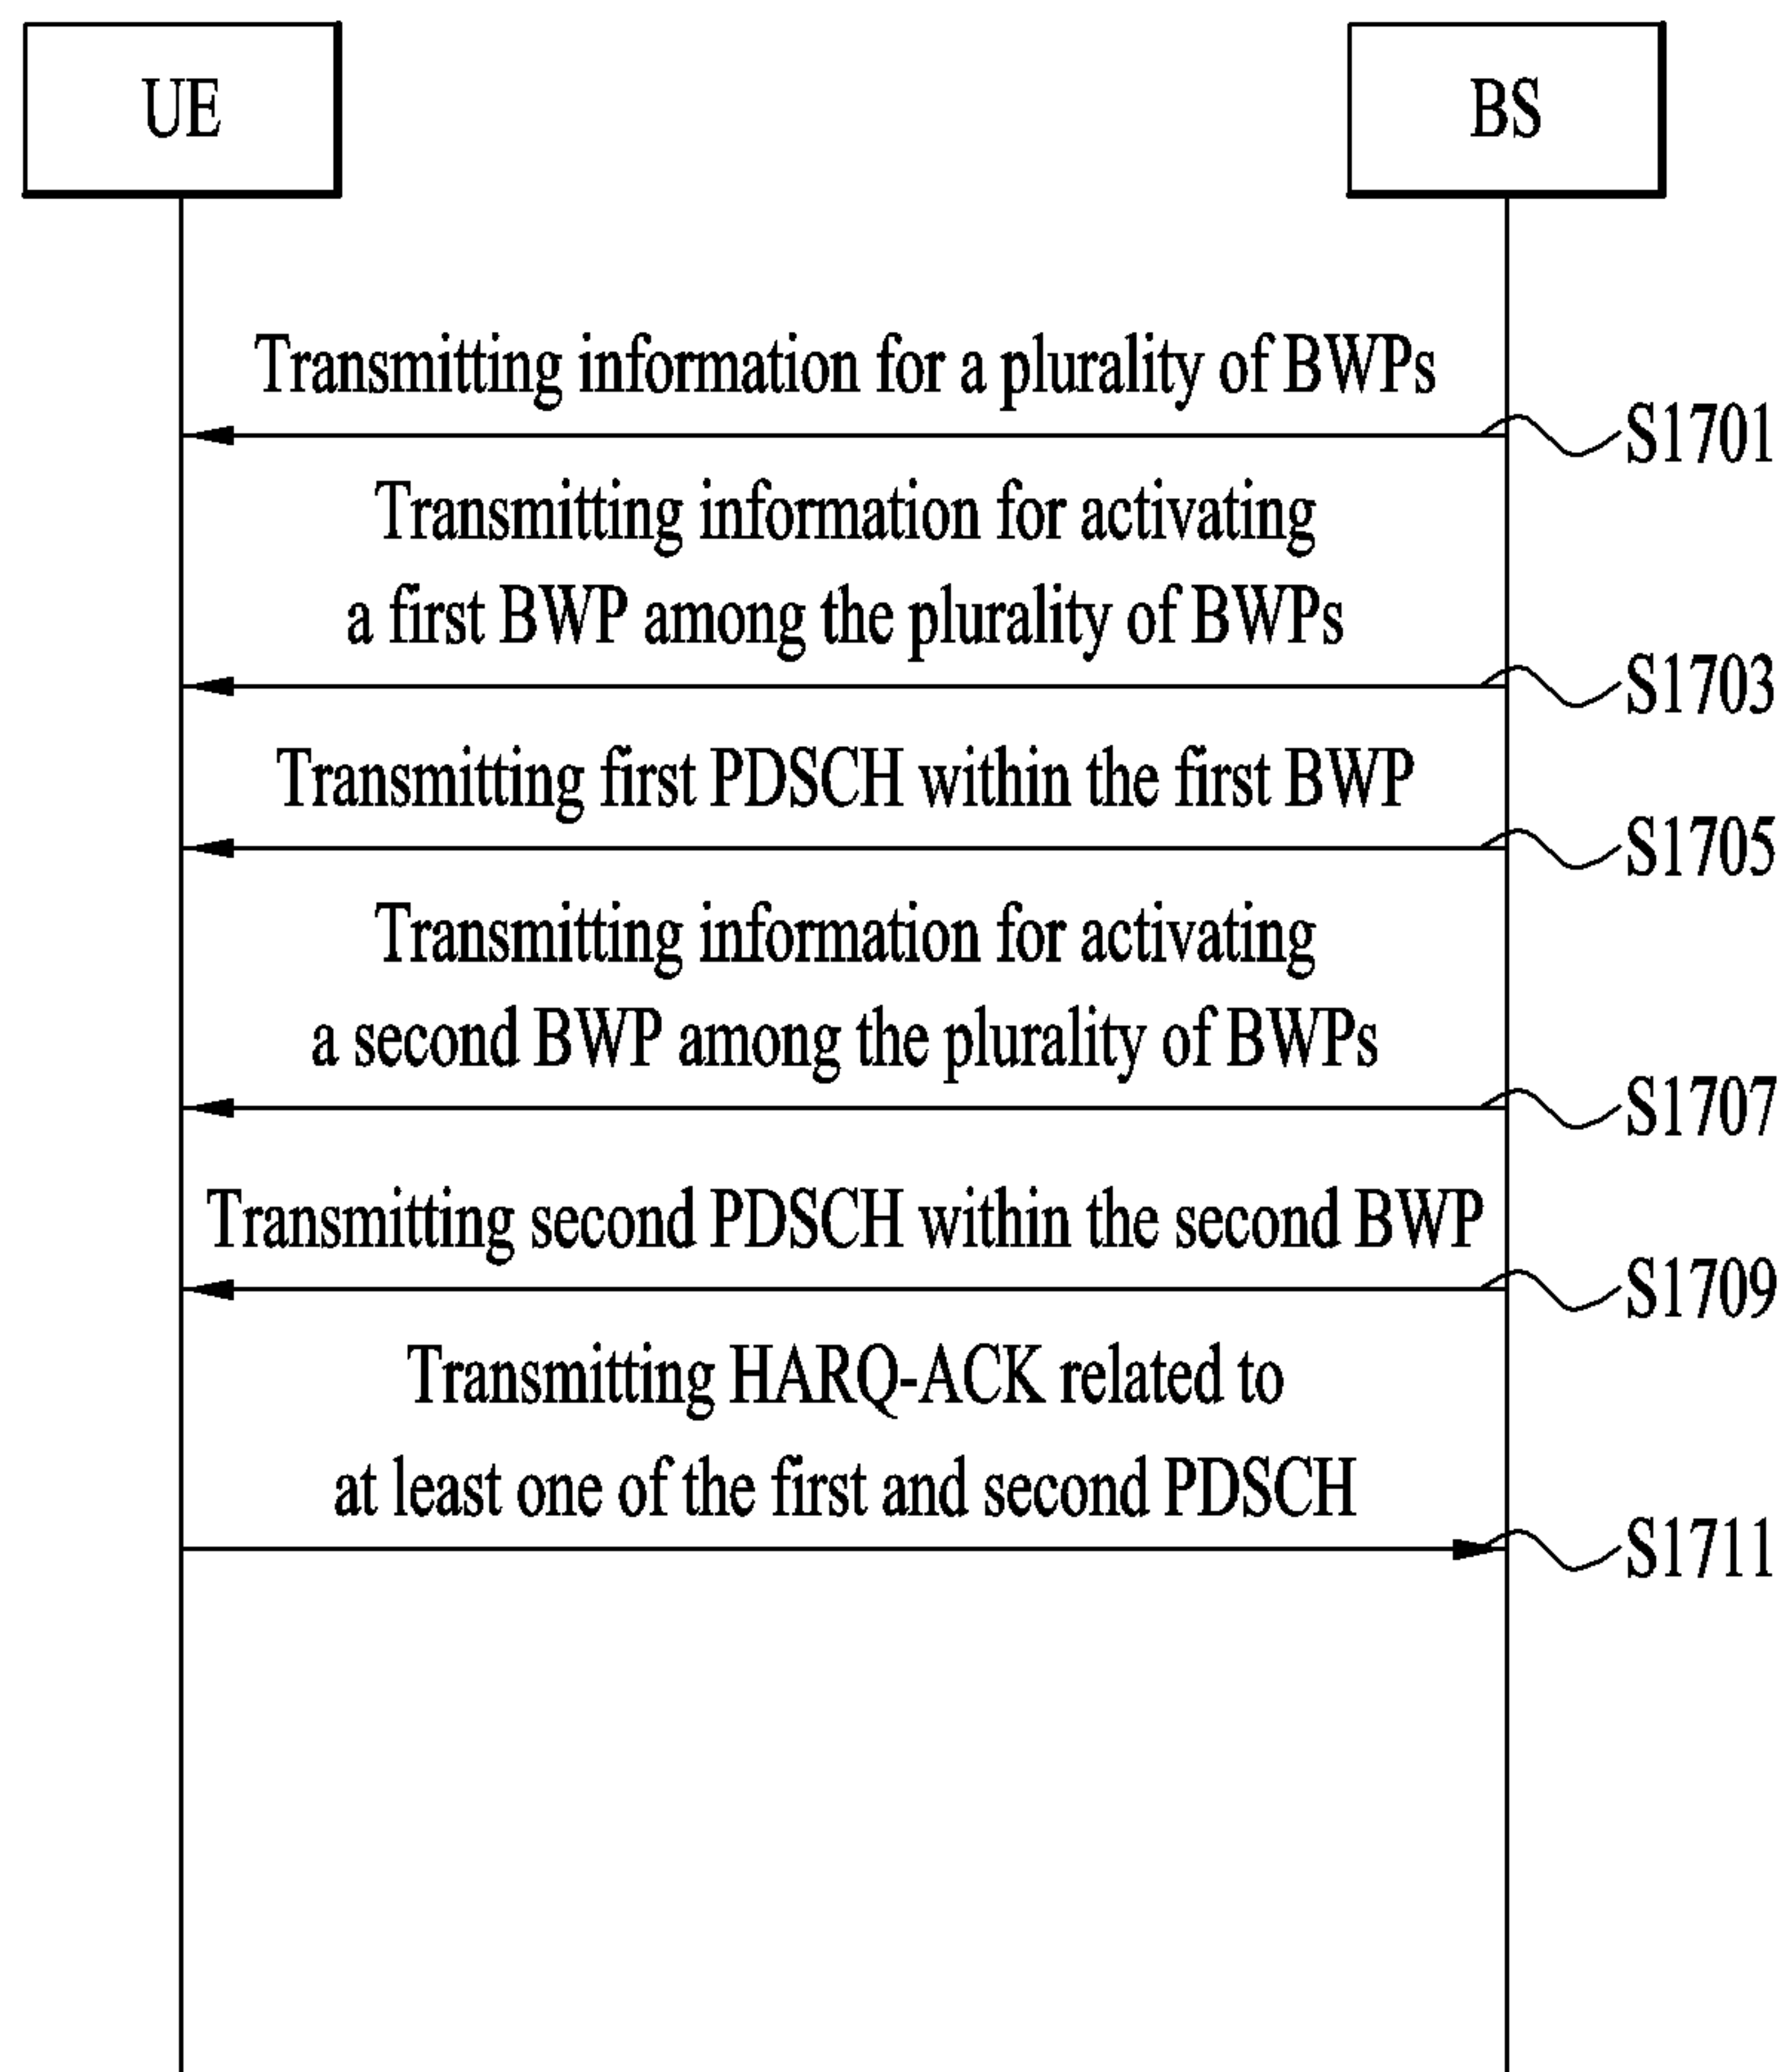 UE
BS
Transmitting information for a plurality of BWPs
S1701
Transmitting information for activating
a first BWP among the plurality of BWPs
S1703
Transmitting first PDSCH within the first BWP
S1705
Transmitting information for activating
a second BWP among the plurality of BWPs
S1707
Transmitting second PDSCH within the second BWP
S1709
Transmitting HARQ-ACK related to
at least one of the first and second PDSCH
S1711